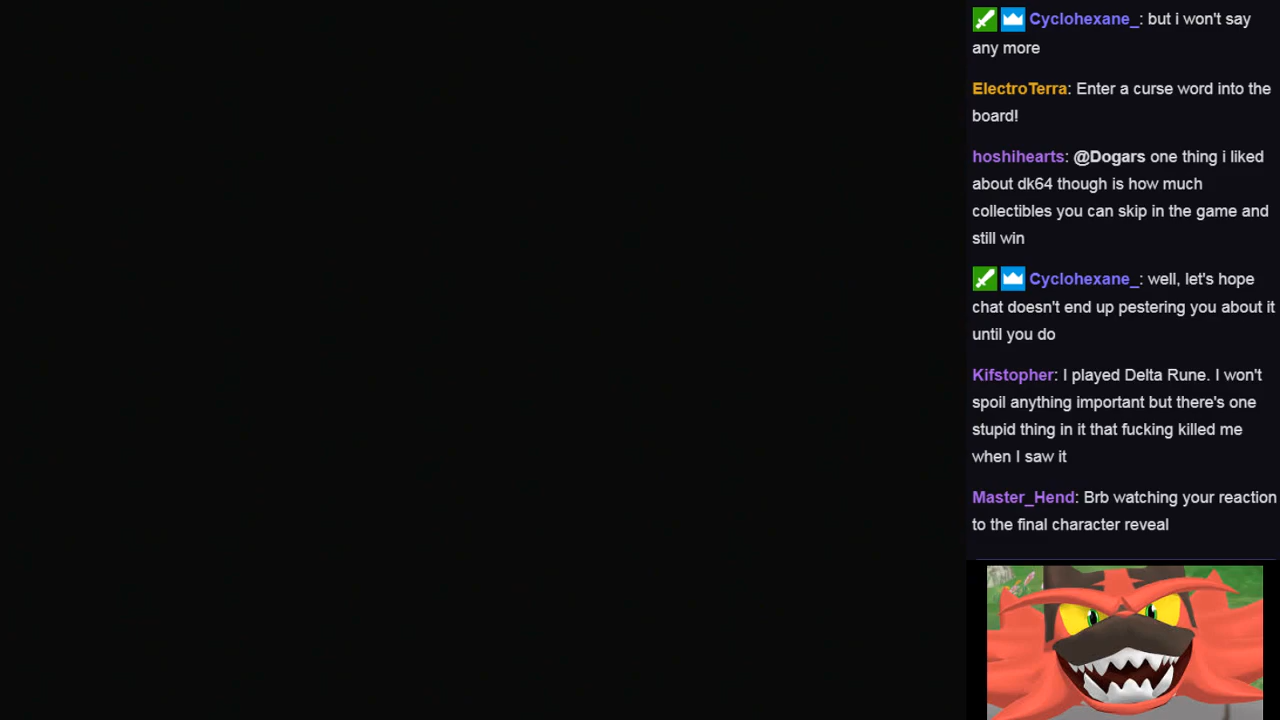 Cyclohexane_: but i won't say
any more
ElectroTerra: Enter a curse word into the
board!
hoshihearts: @Dogars one thing i liked
about dk64 though is how much
collectibles you can skip in the game and
still win
Cyclohexane_: well, let's hope
chat doesn't end up pestering you about it
until you do
Kifstopher: I played Delta Rune. I won't
spoil anything important but there's one
stupid thing in it that fucking killed me
when I saw it
Master_Hend: Brb watching your reaction
to the final character reveal